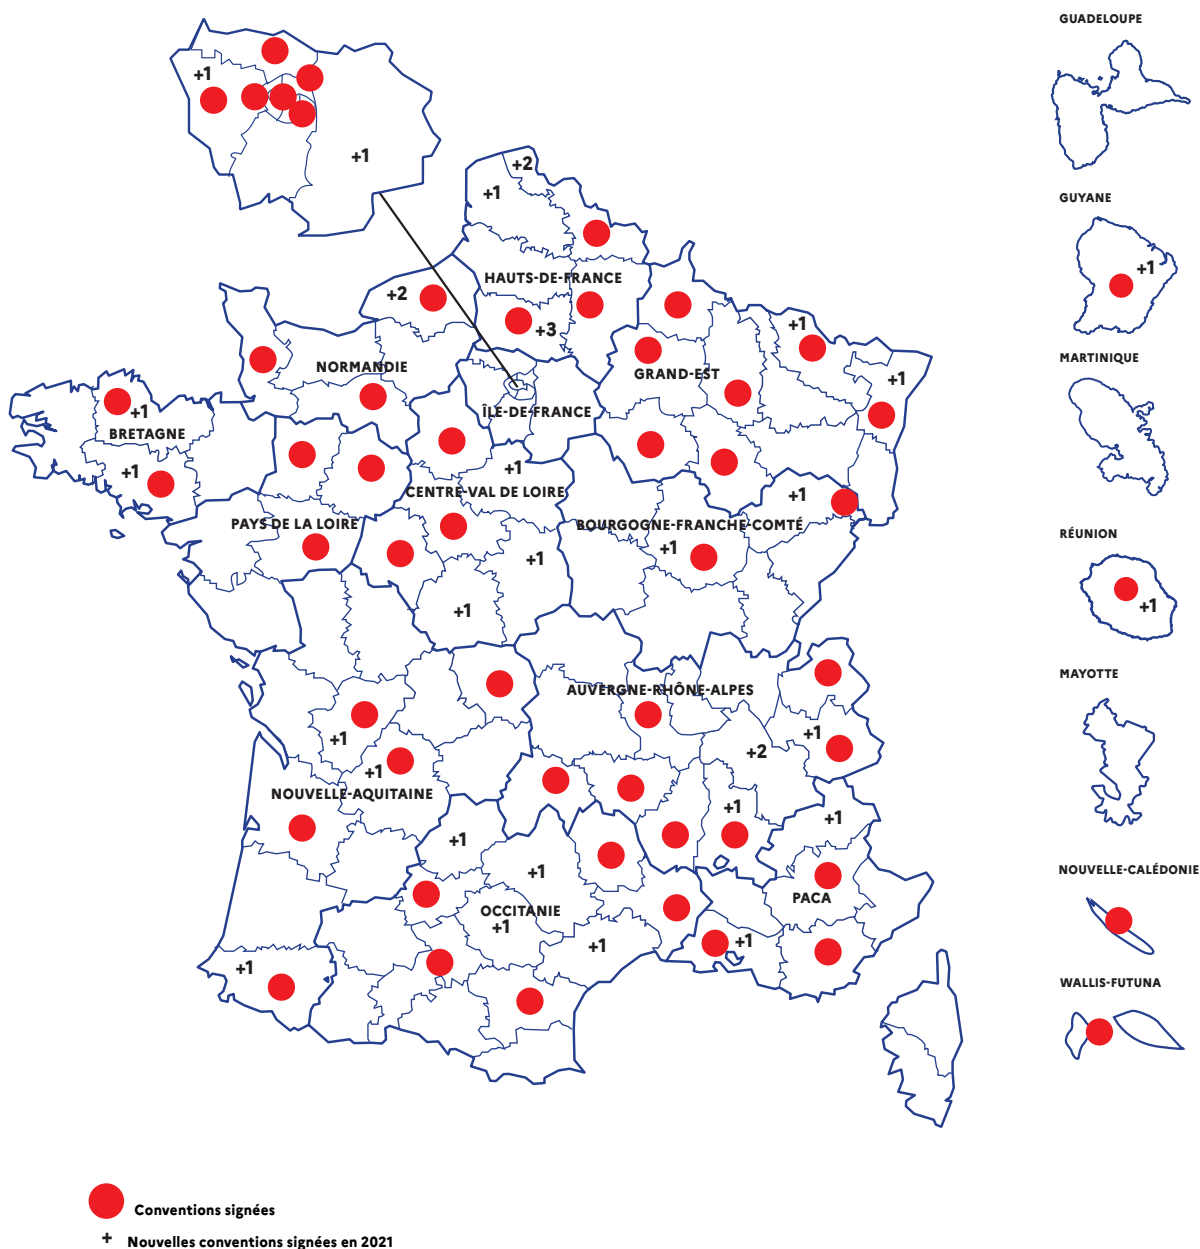 GUADELOUPE
+1
+1
+2
+1
GUYANE
+1
HAUTS-DE-FRANCE
+2
+3
+1
NORMANDIE
GRAND-EST
MARTINIQUE
+1
ÎLE-DE-FRANCE
+1
BRETAGNE
+1
+1
CENTRE-VAL DE LOIRE
+1
PAYS DE LA LOIRE
BOURGOGNE-FRANCHE-COMTÉ
RÉUNION
+1
+1
+1
+1
MAYOTTE
AUVERGNE-RHÔNE-ALPES
+1
+1
+2
+1
NOUVELLE-AQUITAINE
+1
+1
+1
+1
NOUVELLE-CALÉDONIE
PACA
OCCITANIE
+1
+1
+1
+1
WALLIS-FUTUNA
Conventions signées
+ Nouvelles conventions signées en 2021